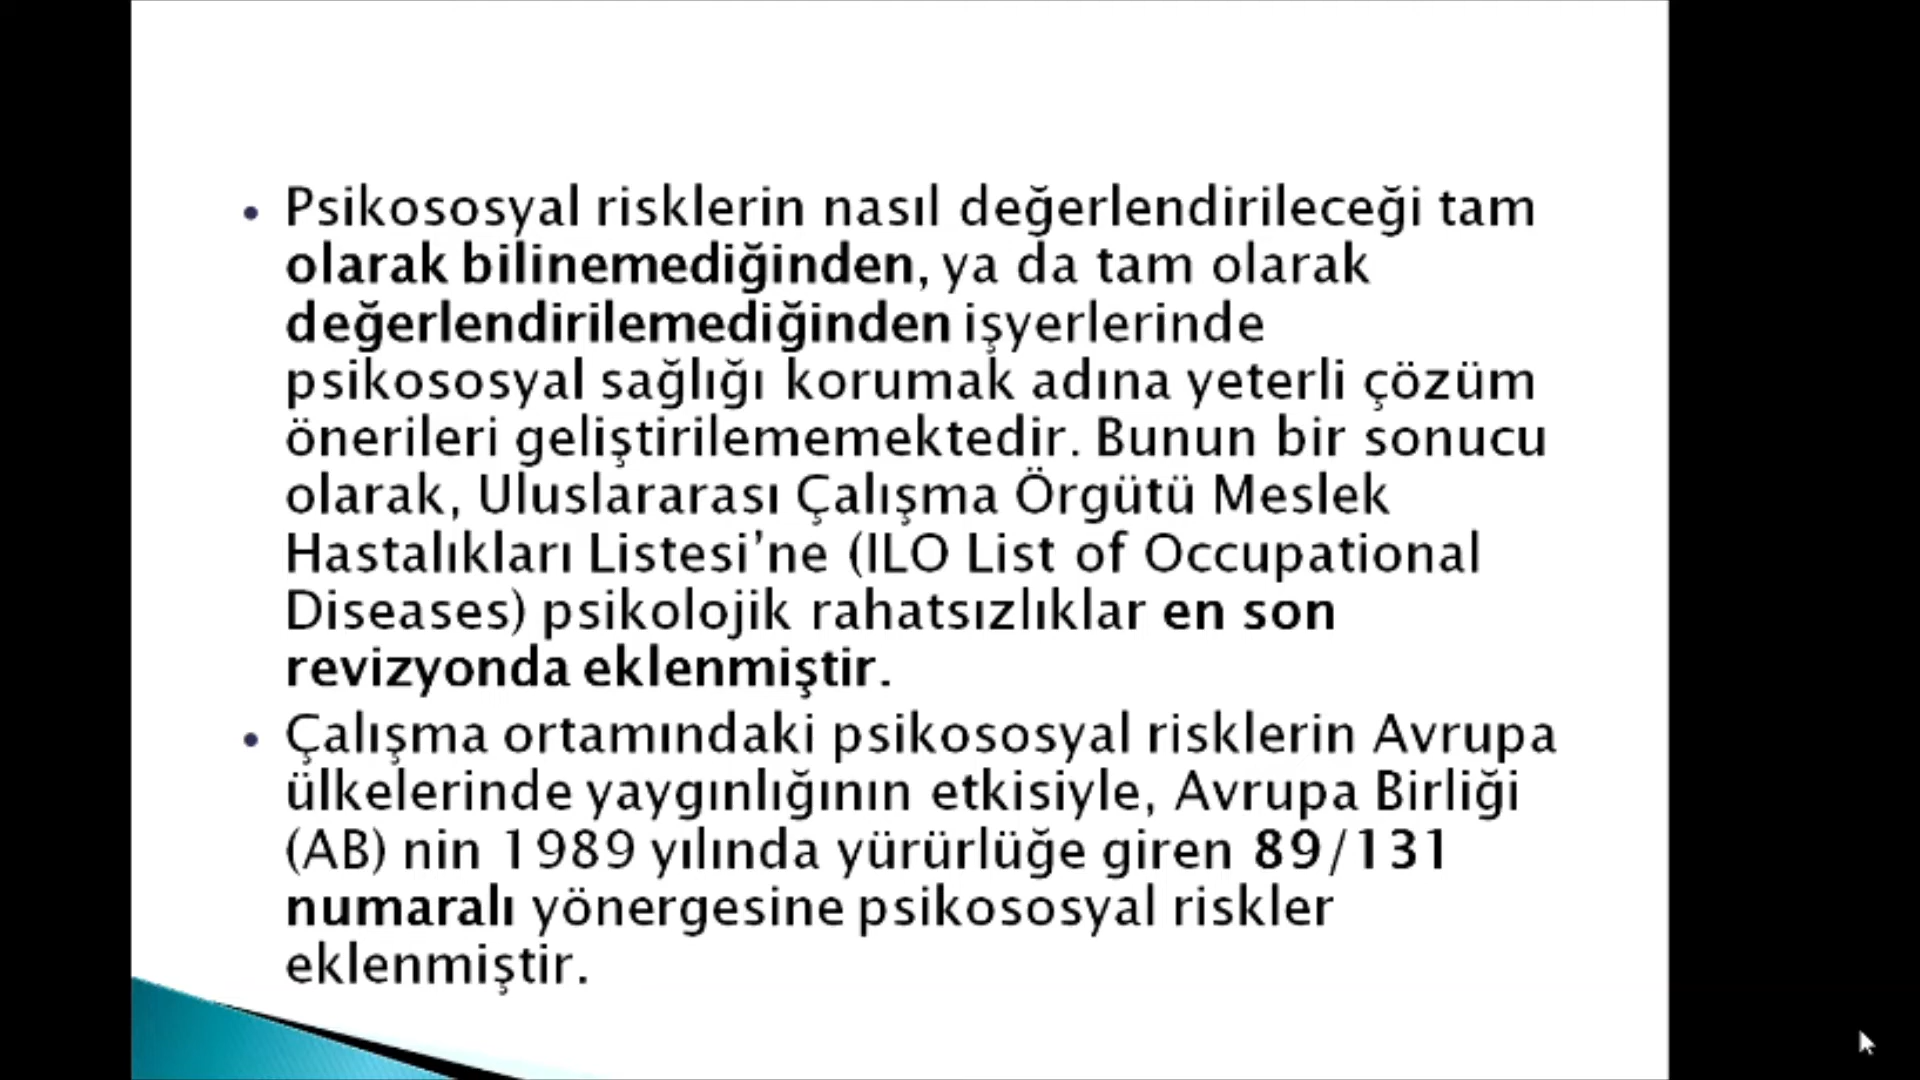 • Psikososyal risklerin nasıl değerlendirileceği tam
olarak bilinemediğinden, ya da tam olarak
değerlendirilemediğinden işyerlerinde
psikososyal sağlığı korumak adına yeterli çözüm
önerileri geliştirilememektedir. Bunun bir sonucu
olarak, Uluslararası Çalışma Örgütü Meslek
Hastalıkları Listesi’ne (ILO List of Occupational
Diseases) psikolojik rahatsızlıklar en son
revizyonda eklenmiştir.
• Çalışma ortamındaki psikososyal risklerin Avrupa
ülkelerinde yaygınlığının etkisiyle, Avrupa Birliği
(AB) nin 1989 yılında yürürlüğe giren 89/131
numaralı yönergesine psikososyal riskler
eklenmiştir.